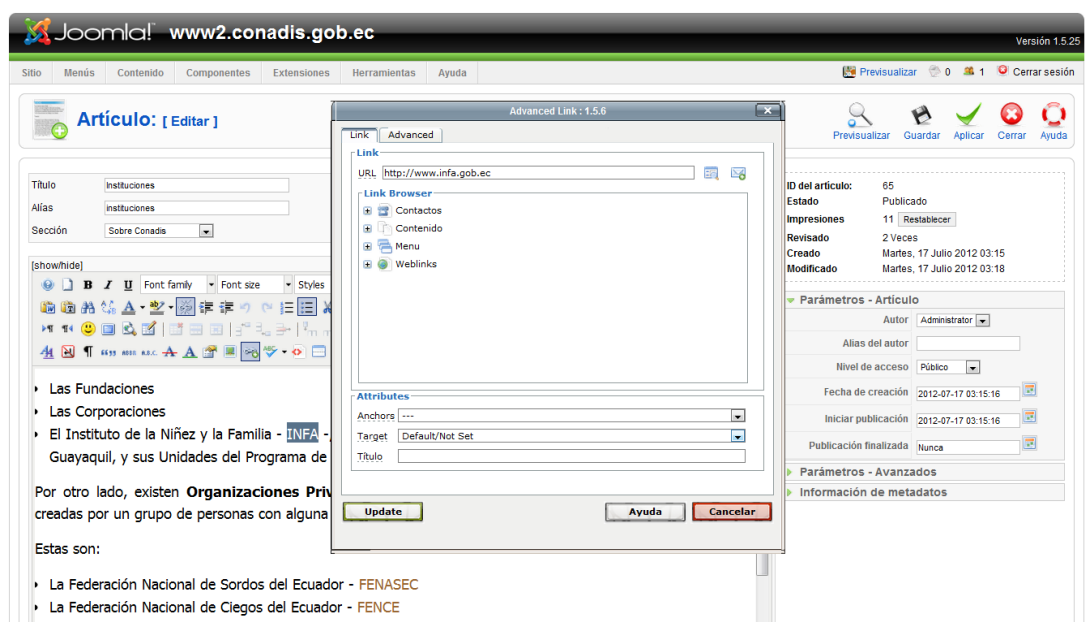 Joomla! www2.conadis.gob.ec
Versión 1.5.25
Sitio Menús Contenido Componentes Extensiones Herramientas Ayuda Previsualizar 0 1 Cerrar sesión
Artículo: [ Editar ]
Previsualizar Guardar Aplicar Cerrar Ayuda
Título Instituciones
Alías instituciones
Sección Sobre Conadis
[show/hide]
B I U Font family Font size Styles
Las Fundaciones
Las Corporaciones
El Instituto de la Niñez y la Familia - INFA -,
Guayaquil, y sus Unidades del Programa de
Por otro lado, existen Organizaciones Priv
creadas por un grupo de personas con alguna
Estas son:
La Federación Nacional de Sordos del Ecuador - FENASEC
La Federación Nacional de Ciegos del Ecuador - FENCE
Advanced Link : 1.5.6
Link Advanced
Link
URL http://www.infa.gob.ec
Link Browser
Contactos
Contenido
Menu
Weblinks
Attributes
Anchors ---
Target Default/Not Set
Título
Update Ayuda Cancelar
ID del artículo: 65
Estado Publicado
Impresiones 11 Restablecer
Revisado 2 Veces
Creado Martes, 17 Julio 2012 03:15
Modificado Martes, 17 Julio 2012 03:18
Parámetros - Artículo
Autor Administrator
Alias del autor
Nivel de acceso Público
Fecha de creación 2012-07-17 03:15:16
Iniciar publicación 2012-07-17 03:15:16
Publicación finalizada Nunca
Parámetros - Avanzados
Información de metadatos